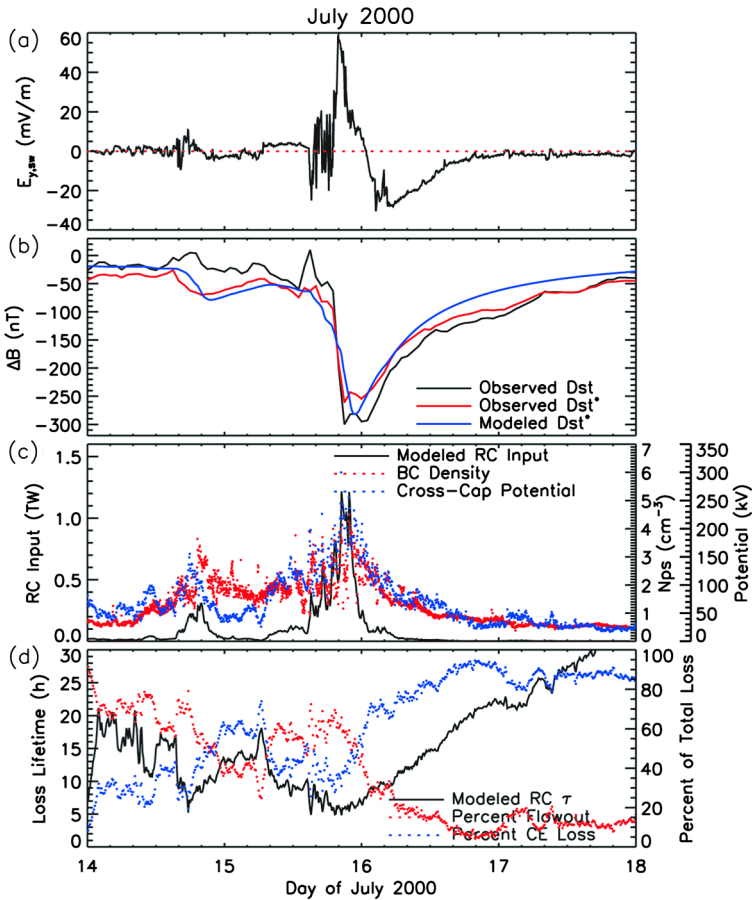 July 2000
(a)
E y,sw (mV/m)
60
40
20
0
−20
−40
(b)
ΔB (nT)
0
−50
−100
−150
−200
−250
−300
Observed Dst
Observed Dst*
Modeled Dst*
(c)
RC Input (TW)
1.5
1.0
0.5
0.0
Modeled RC Input
BC Density
Cross−Cap Potential
7
6
5
4
3
2
1
0
Nps (cm⁻³)
350
300
250
200
150
100
50
0
Potential (kV)
(d)
Loss Lifetime (h)
30
25
20
15
10
5
0
Modeled RC τ
Percent Flowout
Percent CE Loss
100
80
60
40
20
0
Percent of Total Loss
14 15 16 17 18
Day of July 2000